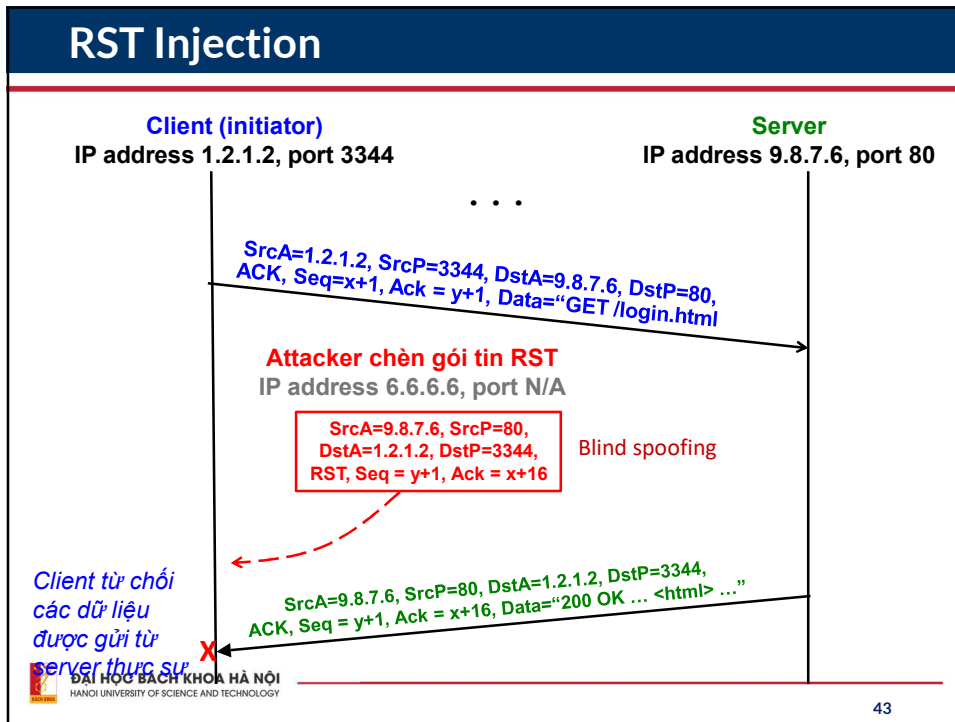 RST Injection
Client (initiator)
IP address 1.2.1.2, port 3344
Server
IP address 9.8.7.6, port 80
. . .
SrcA=1.2.1.2, SrcP=3344, DstA=9.8.7.6, DstP=80,
ACK, Seq=x+1, Ack = y+1, Data=“GET /login.html
Attacker chèn gói tin RST
IP address 6.6.6.6, port N/A
SrcA=9.8.7.6, SrcP=80,
DstA=1.2.1.2, DstP=3344,
RST, Seq = y+1, Ack = x+16
Blind spoofing
SrcA=9.8.7.6, SrcP=80, DstA=1.2.1.2, DstP=3344,
ACK, Seq = y+1, Ack = x+16, Data=“200 OK … <html> …”
Client từ chối
các dữ liệu
được gửi từ
server thực sự
X
BÁCH KHOA
ĐẠI HỌC BÁCH KHOA HÀ NỘI
HANOI UNIVERSITY OF SCIENCE AND TECHNOLOGY
43